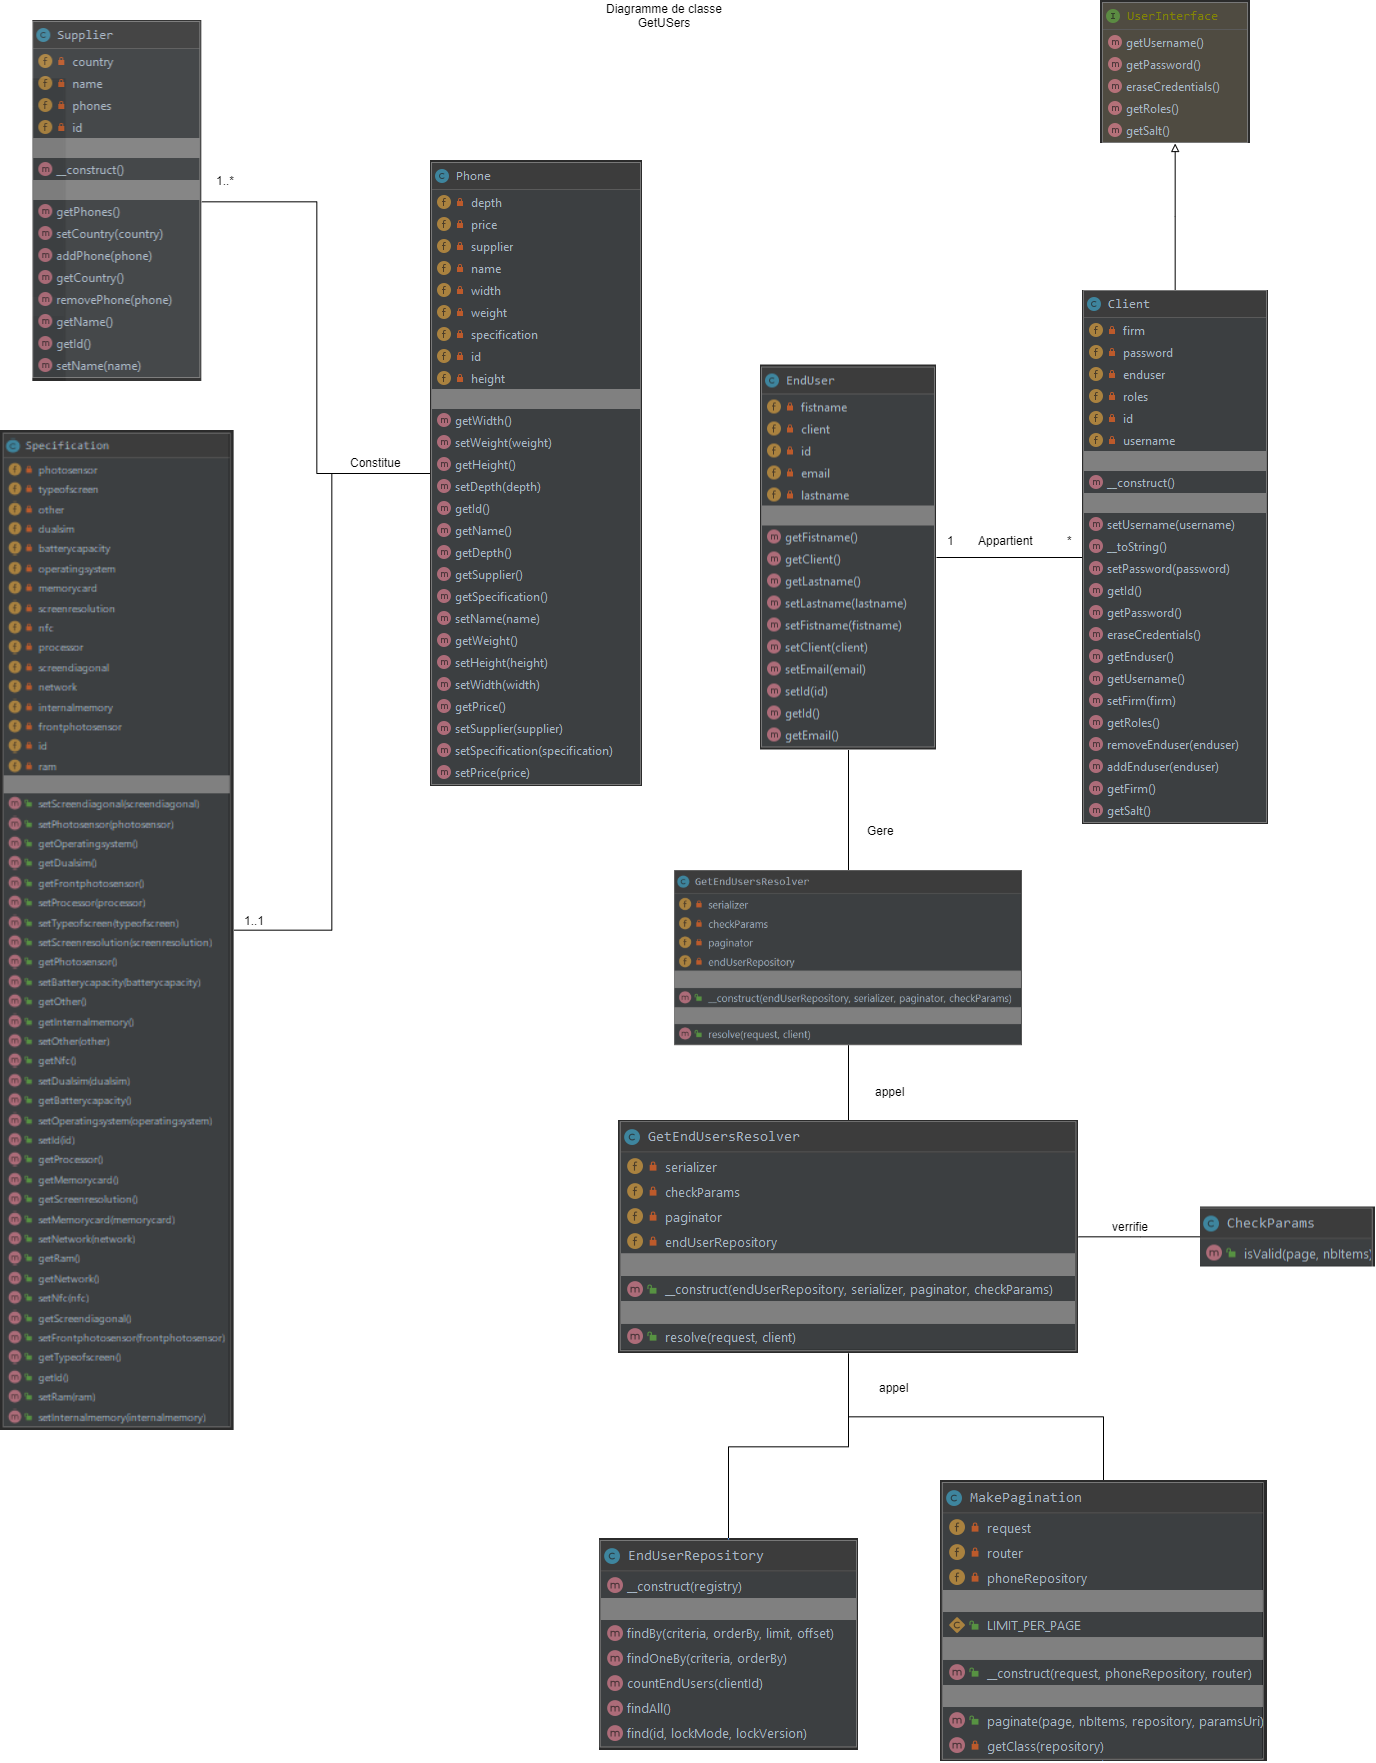 Diagramme de classe
GetUSers
Supplier
country
name
phones
id
__construct()
getPhones()
setCountry(country)
addPhone(phone)
getCountry()
removePhone(phone)
getName()
getId()
setName(name)
1..*
Specification
photosensor
typeofscreen
other
dualsim
batterycapacity
operatingsystem
memorycard
screenresolution
nfc
processor
screendiagonal
network
internalmemory
frontphotosensor
id
ram
setScreendiagonal(screendiagonal)
setPhotosensor(photosensor)
getOperatingsystem()
getDualsim()
getFrontphotosensor()
setProcessor(processor)
setTypeofscreen(typeofscreen)
setScreenresolution(screenresolution)
getPhotosensor()
setBatterycapacity(batterycapacity)
getOther()
getInternalmemory()
setOther(other)
getNfc()
setDualsim(dualsim)
getBatterycapacity()
setOperatingsystem(operatingsystem)
setId(id)
getProcessor()
getMemorycard()
getScreenresolution()
setMemorycard(memorycard)
setNetwork(network)
getRam()
getNetwork()
setNfc(nfc)
getScreendiagonal()
setFrontphotosensor(frontphotosensor)
getTypeofscreen()
getId()
setRam(ram)
setInternalmemory(internalmemory)
1..1
Constitue
Phone
depth
price
supplier
name
width
weight
specification
id
height
getWidth()
setWeight(weight)
getHeight()
setDepth(depth)
getId()
getName()
getDepth()
getSupplier()
getSpecification()
setName(name)
getWeight()
setHeight(height)
setWidth(width)
getPrice()
setSupplier(supplier)
setSpecification(specification)
setPrice(price)
UserInterface
getUsername()
getPassword()
eraseCredentials()
getRoles()
getSalt()
Client
firm
password
enduser
roles
id
username
__construct()
setUsername(username)
__toString()
setPassword(password)
getId()
getPassword()
eraseCredentials()
getEnduser()
getUsername()
setFirm(firm)
getRoles()
removeEnduser(enduser)
addEnduser(enduser)
getFirm()
getSalt()
1 Appartient *
EndUser
fistname
client
id
email
lastname
getFistname()
getClient()
getLastname()
setLastname(lastname)
setFistname(fistname)
setClient(client)
setEmail(email)
setId(id)
getId()
getEmail()
Gere
GetEndUsersResolver
serializer
checkParams
paginator
endUserRepository
__construct(endUserRepository, serializer, paginator, checkParams)
resolve(request, client)
appel
GetEndUsersResolver
serializer
checkParams
paginator
endUserRepository
__construct(endUserRepository, serializer, paginator, checkParams)
resolve(request, client)
verrifie
CheckParams
isValid(page, nbItems)
appel
EndUserRepository
__construct(registry)
findBy(criteria, orderBy, limit, offset)
findOneBy(criteria, orderBy)
countEndUsers(clientId)
findAll()
find(id, lockMode, lockVersion)
MakePagination
request
router
phoneRepository
LIMIT_PER_PAGE
__construct(request, phoneRepository, router)
paginate(page, nbItems, repository, paramsUri)
getClass(repository)